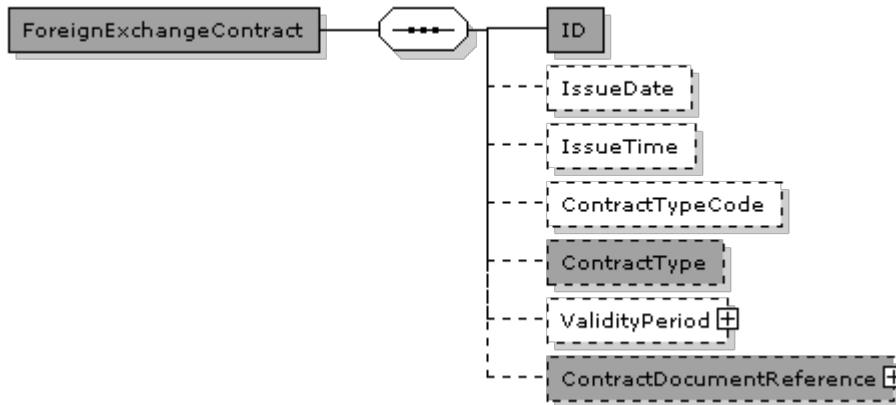 ForeignExchangeContract
ID
IssueDate
IssueTime
ContractTypeCode
ContractType
ValidityPeriod
ContractDocumentReference